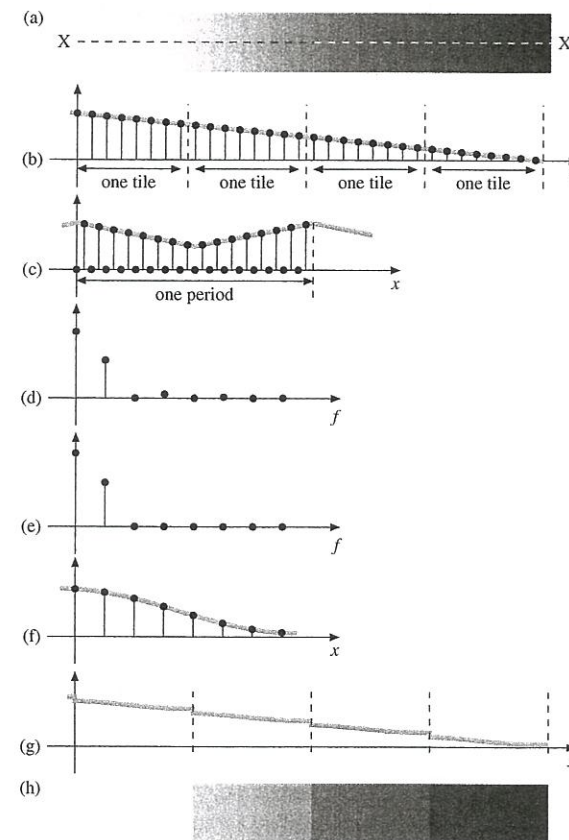 (a)
X X
(b)
one tile one tile one tile one tile
(c)
x
one period
(d)
f
(e)
f
(f)
x
(g)
(h)